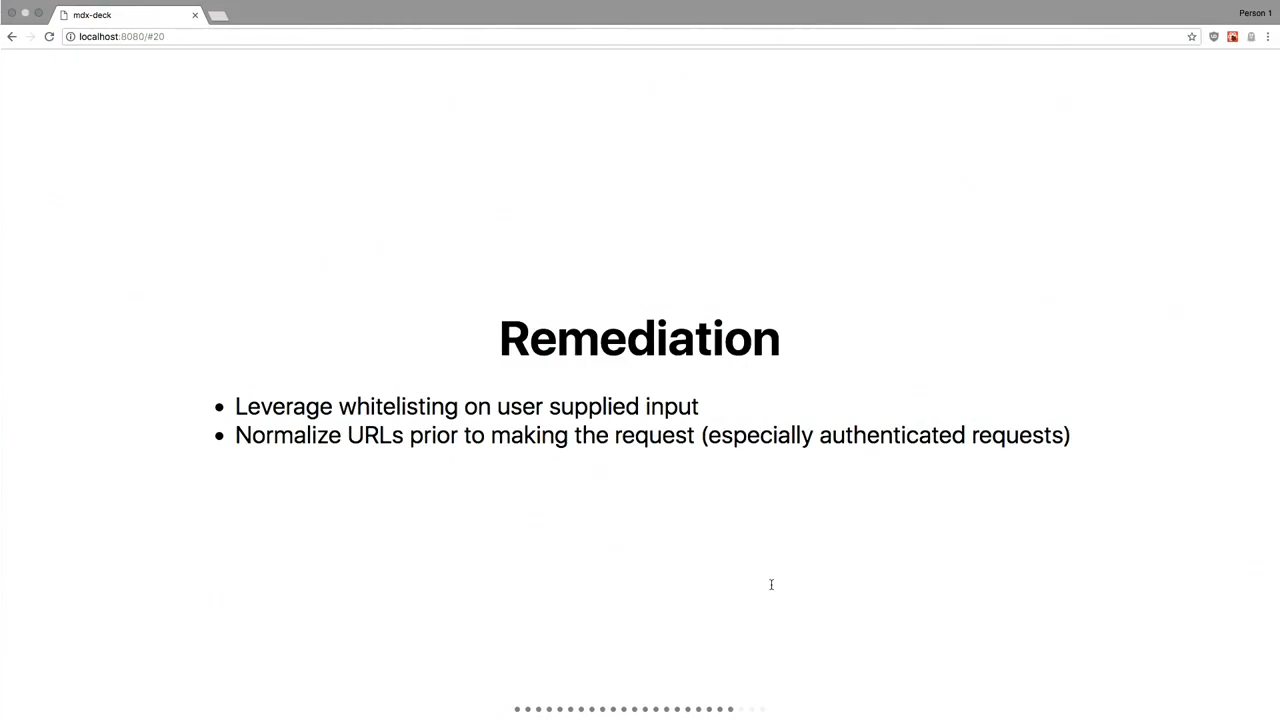 mdx-deck
Person 1
localhost:8080/#20
Remediation
• Leverage whitelisting on user supplied input
• Normalize URLs prior to making the request (especially authenticated requests)